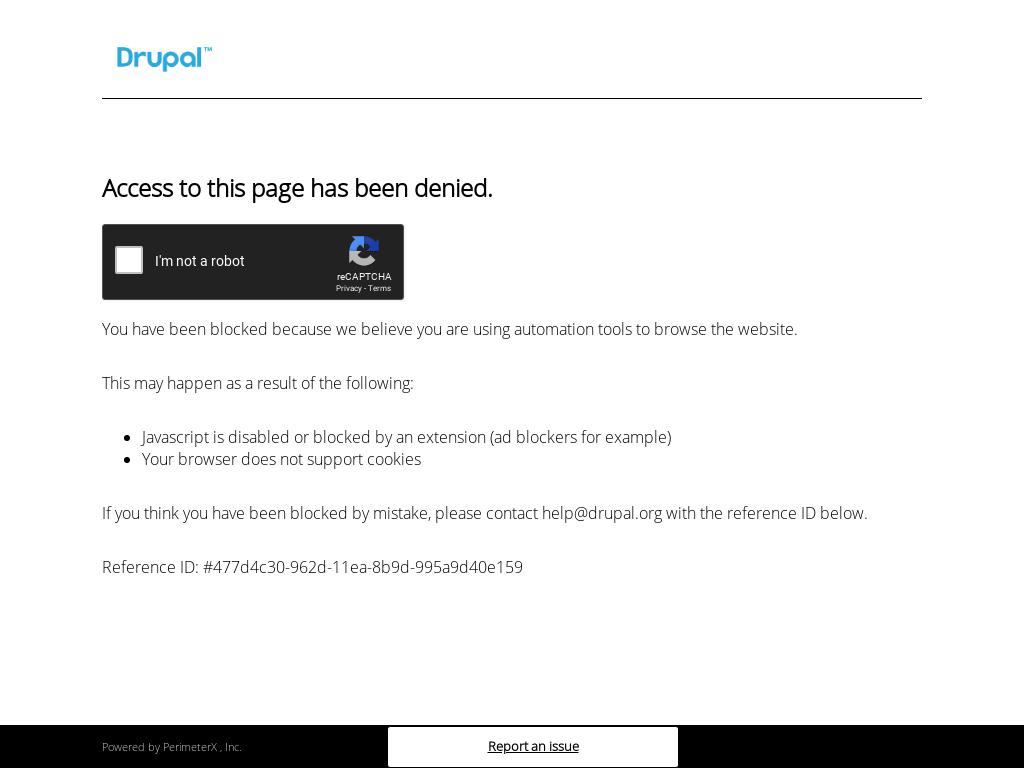 Drupal™
Access to this page has been denied.
I'm not a robot
reCAPTCHA
Privacy - Terms
You have been blocked because we believe you are using automation tools to browse the website.
This may happen as a result of the following:
Javascript is disabled or blocked by an extension (ad blockers for example)
Your browser does not support cookies
If you think you have been blocked by mistake, please contact help@drupal.org with the reference ID below.
Reference ID: #477d4c30-962d-11ea-8b9d-995a9d40e159
Powered by PerimeterX , Inc.
Report an issue